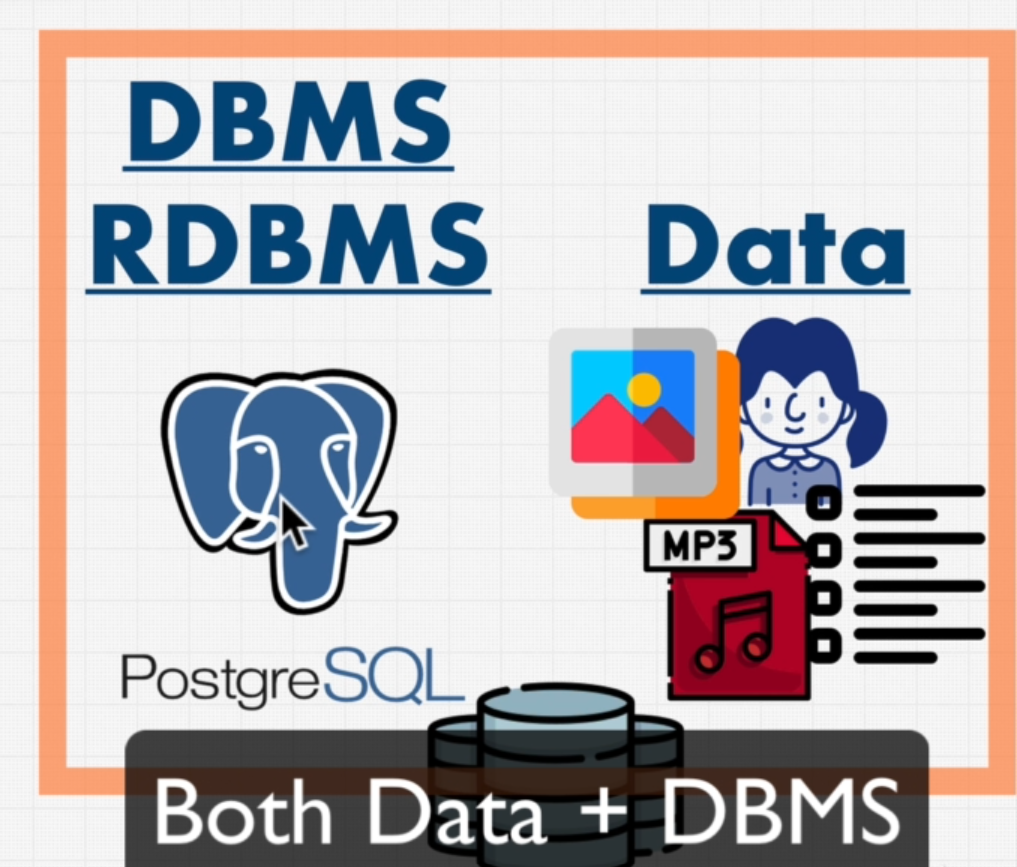 DBMS
RDBMS
Data
MP3
PostgreSQL
Both Data + DBMS